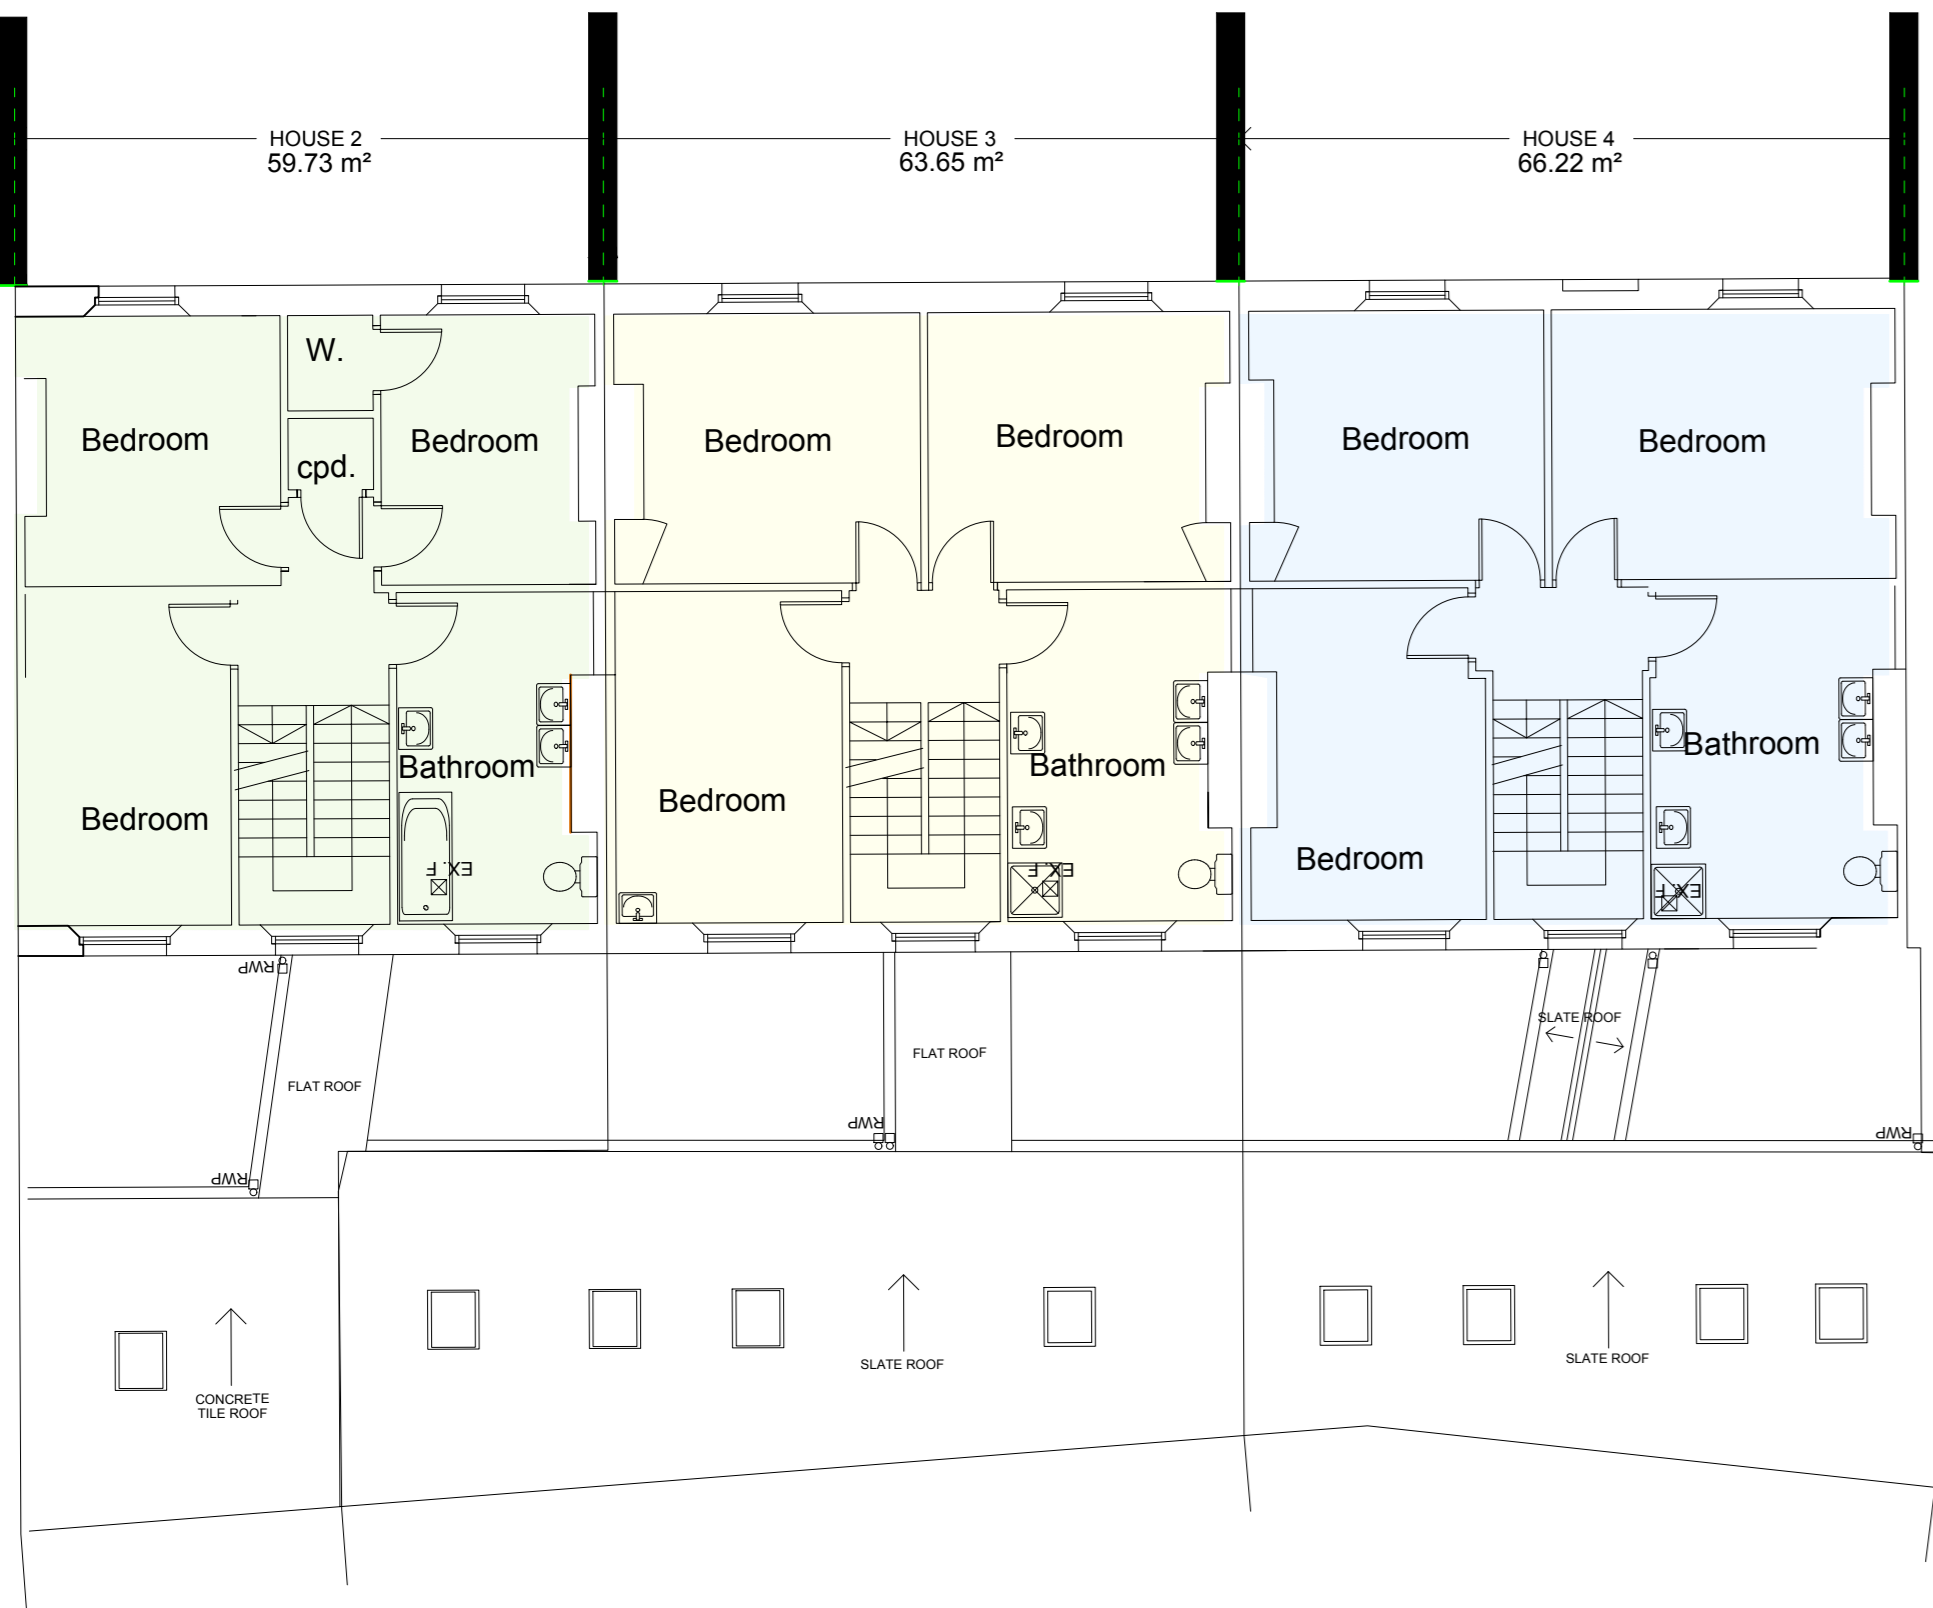 HOUSE 2
59.73 m²
HOUSE 3
63.65 m²
HOUSE 4
66.22 m²
W.
Bedroom
Bedroom
Bedroom
Bedroom
Bedroom
Bedroom
cpd.
Bathroom
Bathroom
Bathroom
Bedroom
Bedroom
Bedroom
EX.F
EX.F
EX.F
RWP
SLATE ROOF
FLAT ROOF
FLAT ROOF
RWP
RWP
RWP
SLATE ROOF
SLATE ROOF
CONCRETE
TILE ROOF